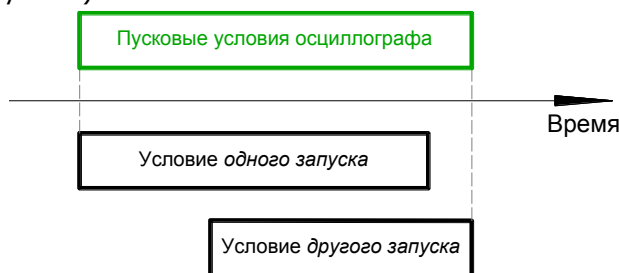 Пусковые условия осциллографа
Время
Условие одного запуска
Условие другого запуска